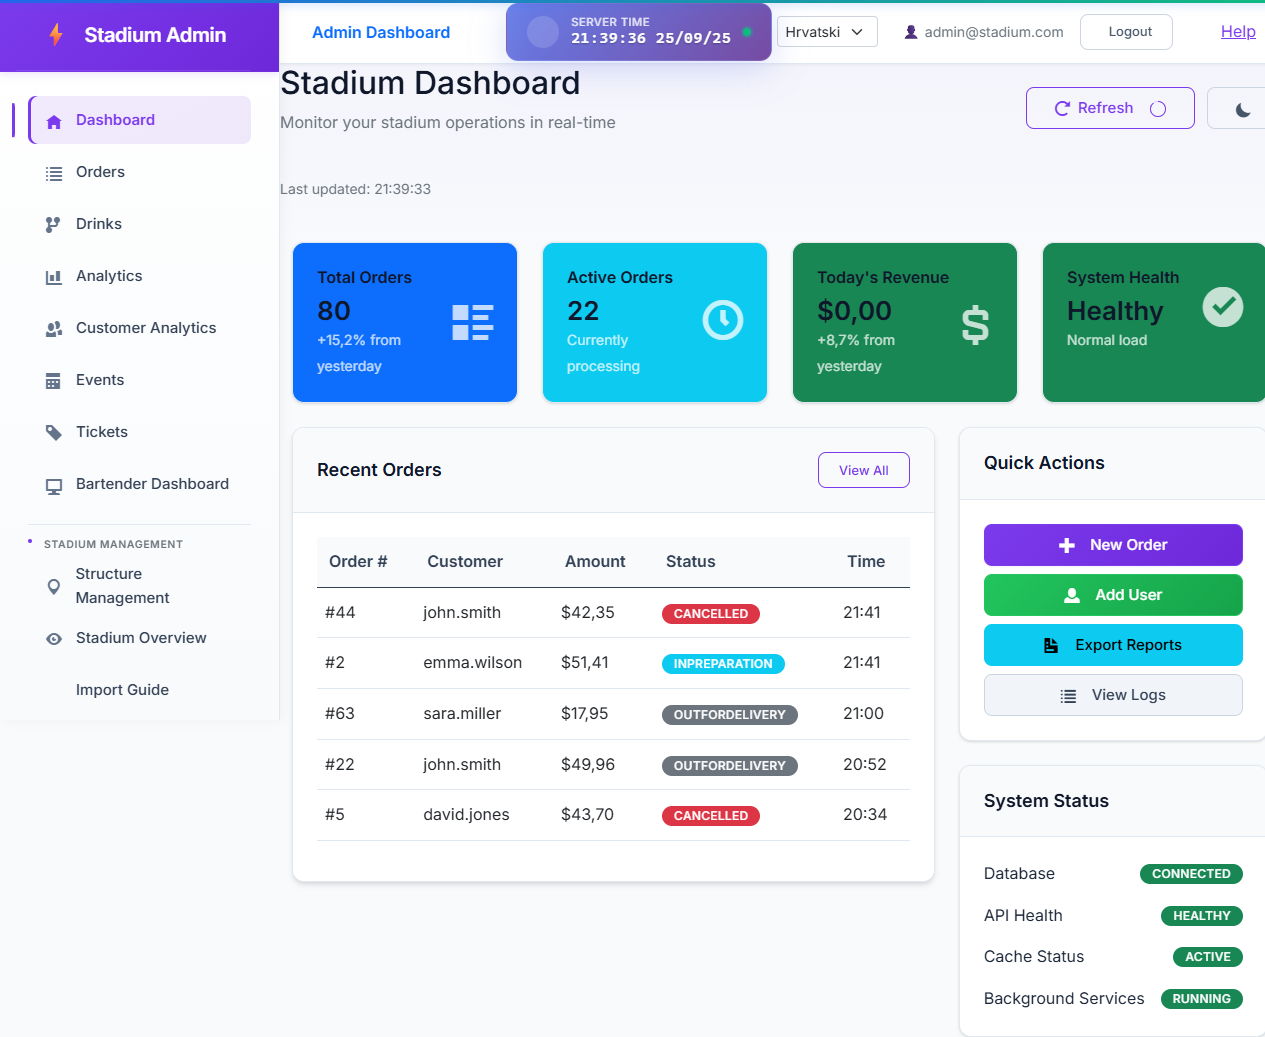 Stadium Admin
Admin Dashboard
SERVER TIME
21:39:36 25/09/25
Hrvatski
admin@stadium.com
Logout
Help
Dashboard
Orders
Drinks
Analytics
Customer Analytics
Events
Tickets
Bartender Dashboard
STADIUM MANAGEMENT
Structure
Management
Stadium Overview
Import Guide
Stadium Dashboard
Monitor your stadium operations in real-time
Refresh
Last updated: 21:39:33
Total Orders
80
+15,2% from
yesterday
Active Orders
22
Currently
processing
Today's Revenue
$0,00
+8,7% from
yesterday
System Health
Healthy
Normal load
Recent Orders
View All
Order # Customer Amount Status Time
#44 john.smith $42,35 CANCELLED 21:41
#2 emma.wilson $51,41 INPREPARATION 21:41
#63 sara.miller $17,95 OUTFORDELIVERY 21:00
#22 john.smith $49,96 OUTFORDELIVERY 20:52
#5 david.jones $43,70 CANCELLED 20:34
Quick Actions
New Order
Add User
Export Reports
View Logs
System Status
Database CONNECTED
API Health HEALTHY
Cache Status ACTIVE
Background Services RUNNING